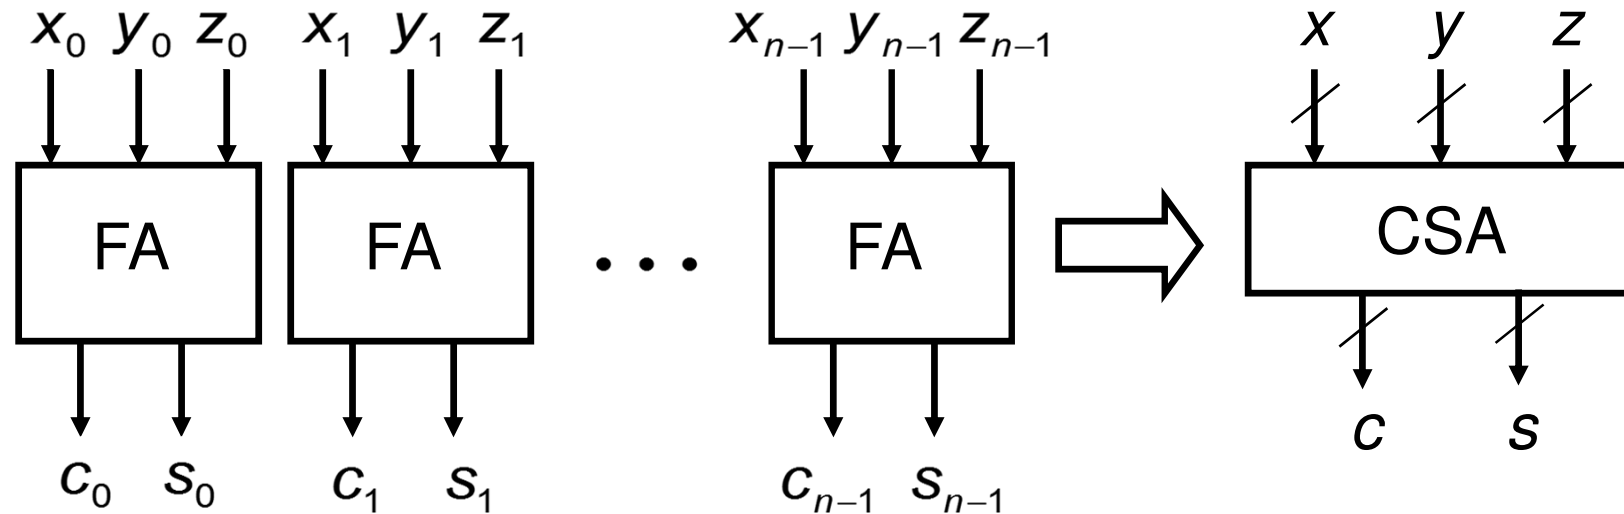 x₀ y₀ z₀ x₁ y₁ z₁ xₙ₋₁ yₙ₋₁ zₙ₋₁ x y z
FA FA ... FA CSA
c₀ s₀ c₁ s₁ cₙ₋₁ sₙ₋₁ c s